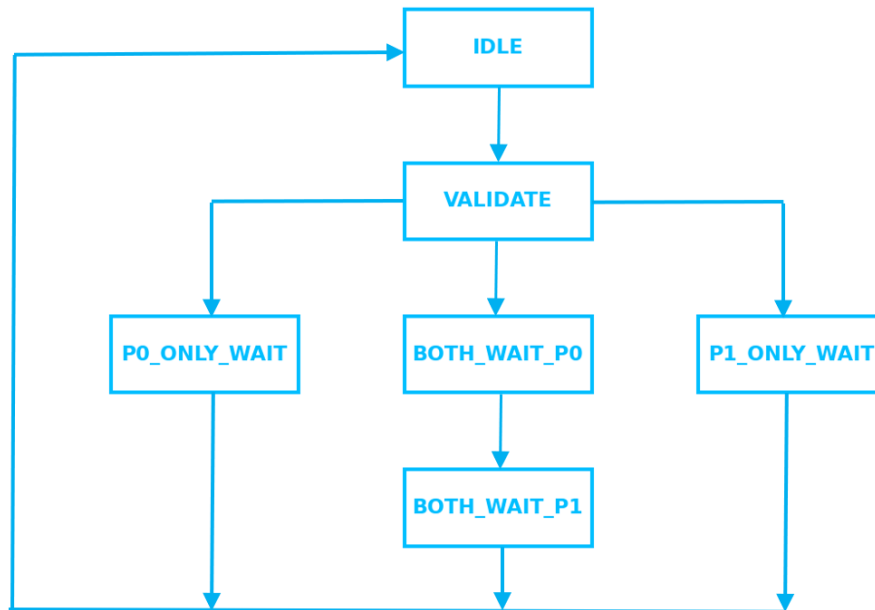 IDLE
VALIDATE
P0_ONLY_WAIT
BOTH_WAIT_P0
P1_ONLY_WAIT
BOTH_WAIT_P1